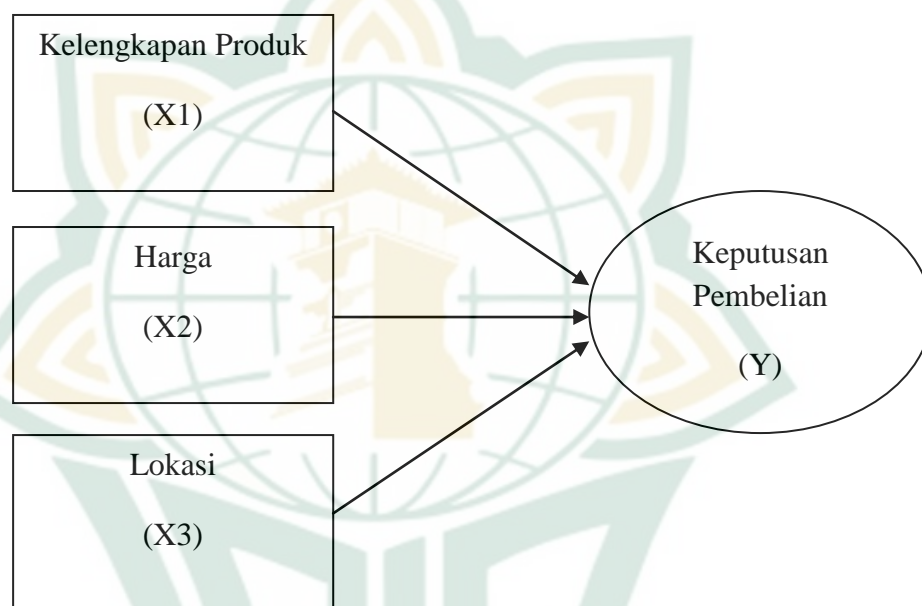 Kelengkapan Produk
(X1)
Harga
(X2)
Lokasi
(X3)
Keputusan
Pembelian
(Y)